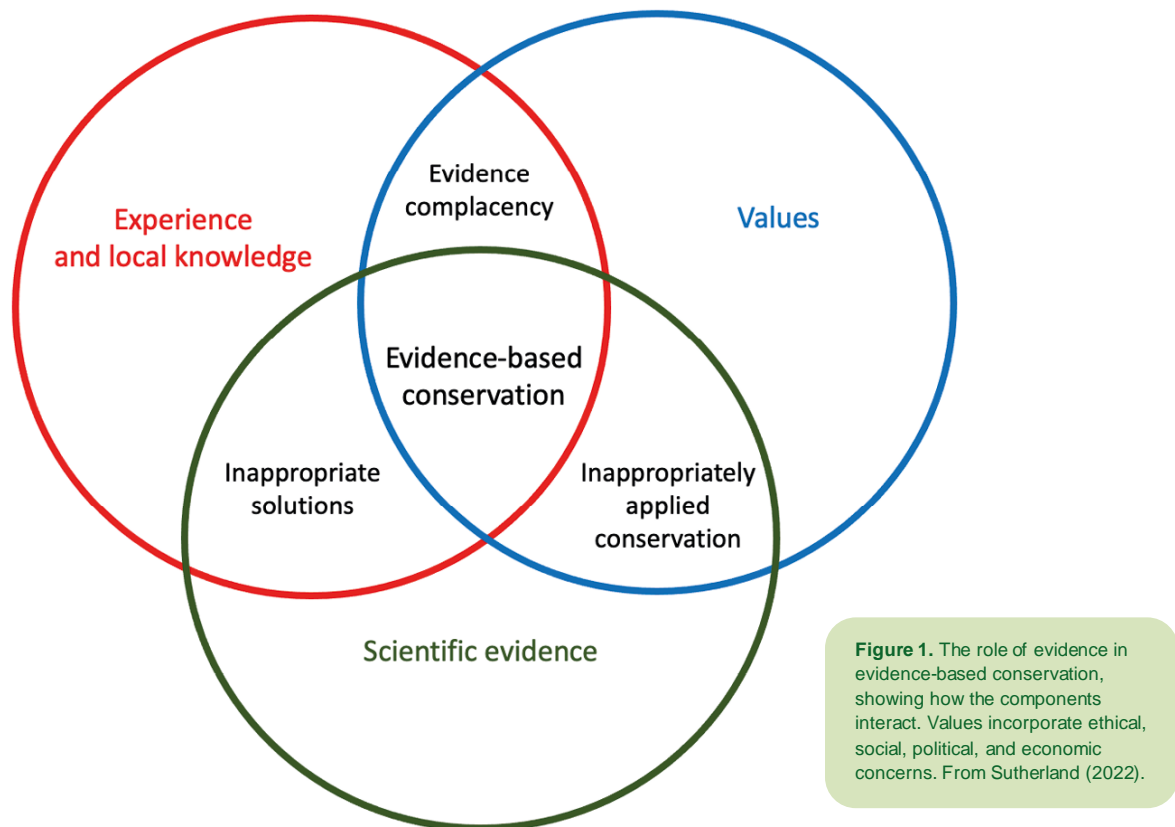 Evidence
complacency
Experience
and local knowledge
Values
Evidence-based
conservation
Inappropriate
solutions
Inappropriately
applied
conservation
Scientific evidence
Figure 1. The role of evidence in
evidence-based conservation,
showing how the components
interact. Values incorporate ethical,
social, political, and economic
concerns. From Sutherland (2022).